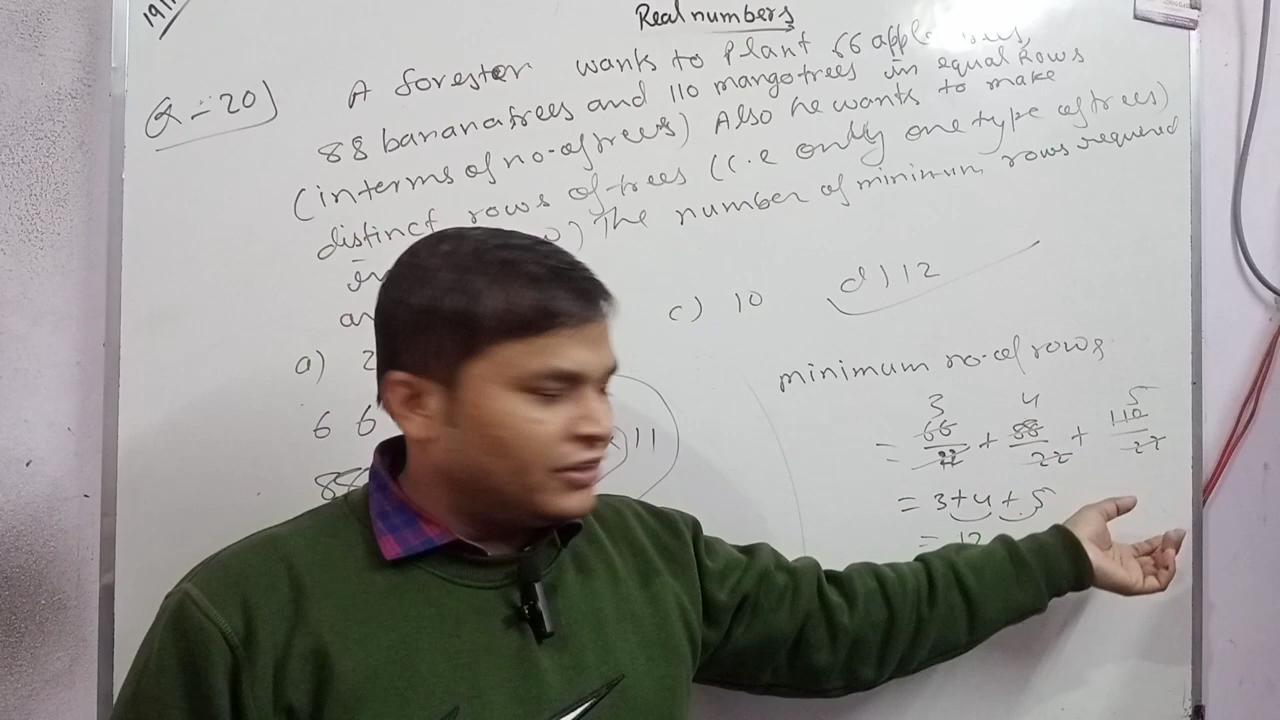 1911
Real numbers
Q-20) A forester wants to Plant 66 apple
88 banana trees and 110 mango trees in equal Rows
(in terms of no-of trees) Also he wants to make
distinct rows of trees (i.e only one type of trees)
The number of minimum rows required
a) 2
c) 10
d) 12
minimum no-of rows
3 4 5
= 66/22 + 88/22 + 110/22
= 3+4+5
= 12
66
11
88